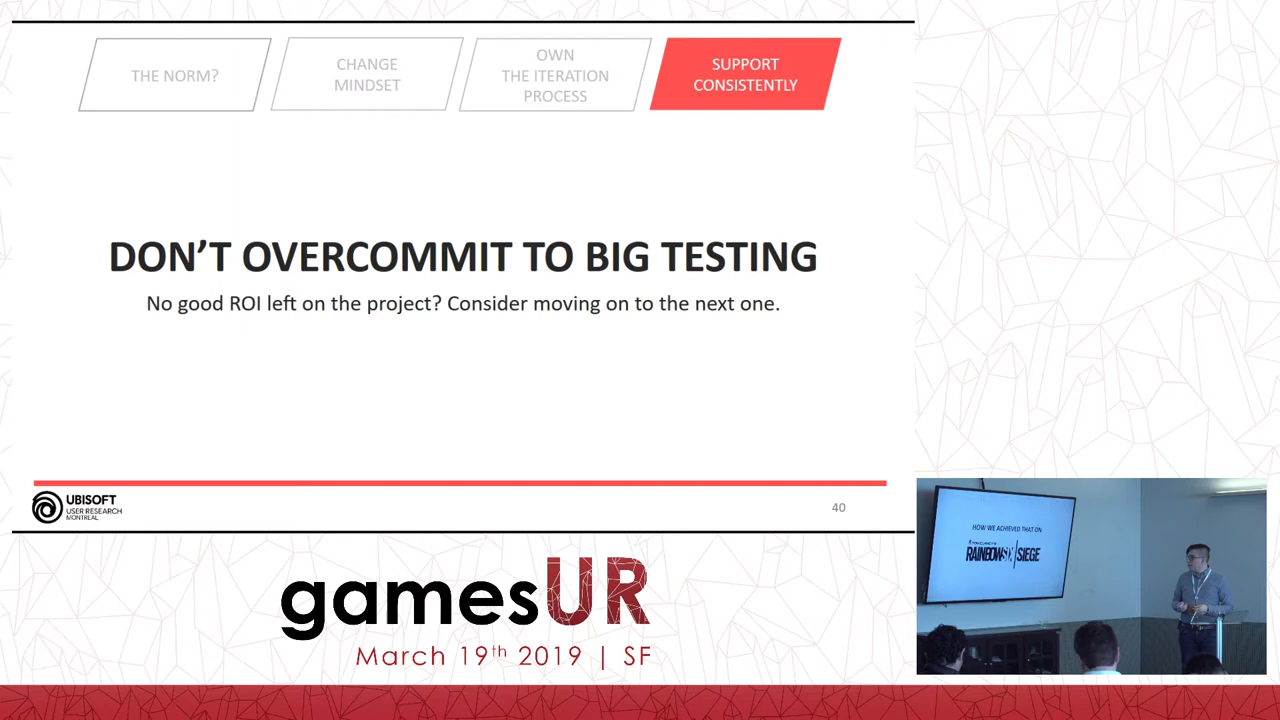 THE NORM?
CHANGE
MINDSET
OWN
THE ITERATION
PROCESS
SUPPORT
CONSISTENTLY
DON'T OVERCOMMIT TO BIG TESTING
No good ROI left on the project? Consider moving on to the next one.
UBISOFT
USER RESEARCH
MONTREAL
40
HOW WE ACHIEVED THAT ON
RAINBOW SIX | SIEGE
gamesUR
March 19th 2019 | SF